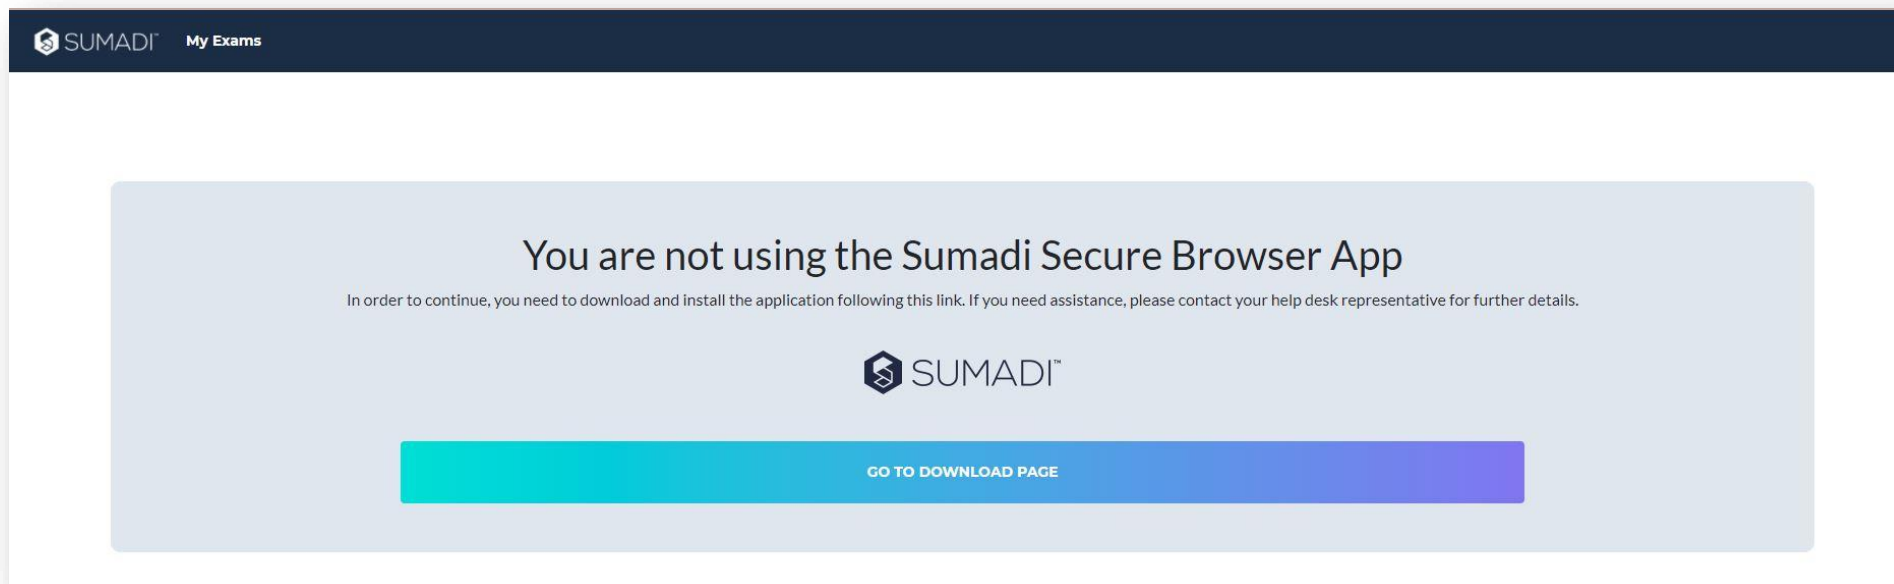 SUMADI™ My Exams
You are not using the Sumadi Secure Browser App
In order to continue, you need to download and install the application following this link. If you need assistance, please contact your help desk representative for further details.
SUMADI™
GO TO DOWNLOAD PAGE